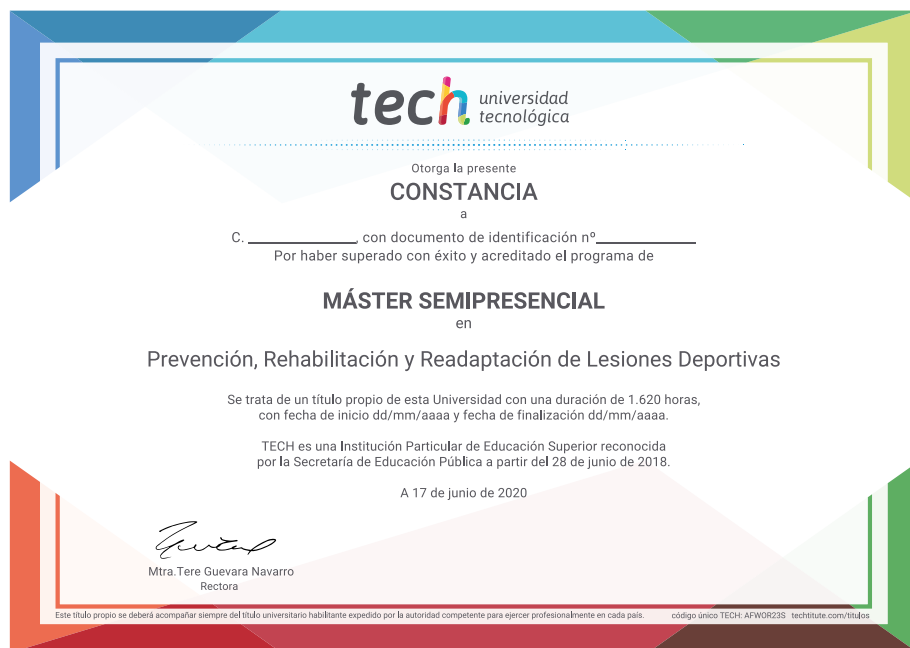 tech universidad
tecnológica
Otorga la presente
CONSTANCIA
a
C. ____________, con documento de identificación nº____________
Por haber superado con éxito y acreditado el programa de
MÁSTER SEMIPRESENCIAL
en
Prevención, Rehabilitación y Readaptación de Lesiones Deportivas
Se trata de un título propio de esta Universidad con una duración de 1.620 horas,
con fecha de inicio dd/mm/aaaa y fecha de finalización dd/mm/aaaa.
TECH es una Institución Particular de Educación Superior reconocida
por la Secretaría de Educación Pública a partir del 28 de junio de 2018.
A 17 de junio de 2020
Mtra.Tere Guevara Navarro
Rectora
Este título propio se deberá acompañar siempre del título universitario habilitante expedido por la autoridad competente para ejercer profesionalmente en cada país. código único TECH: AFWOR23S techtitute.com/titulos